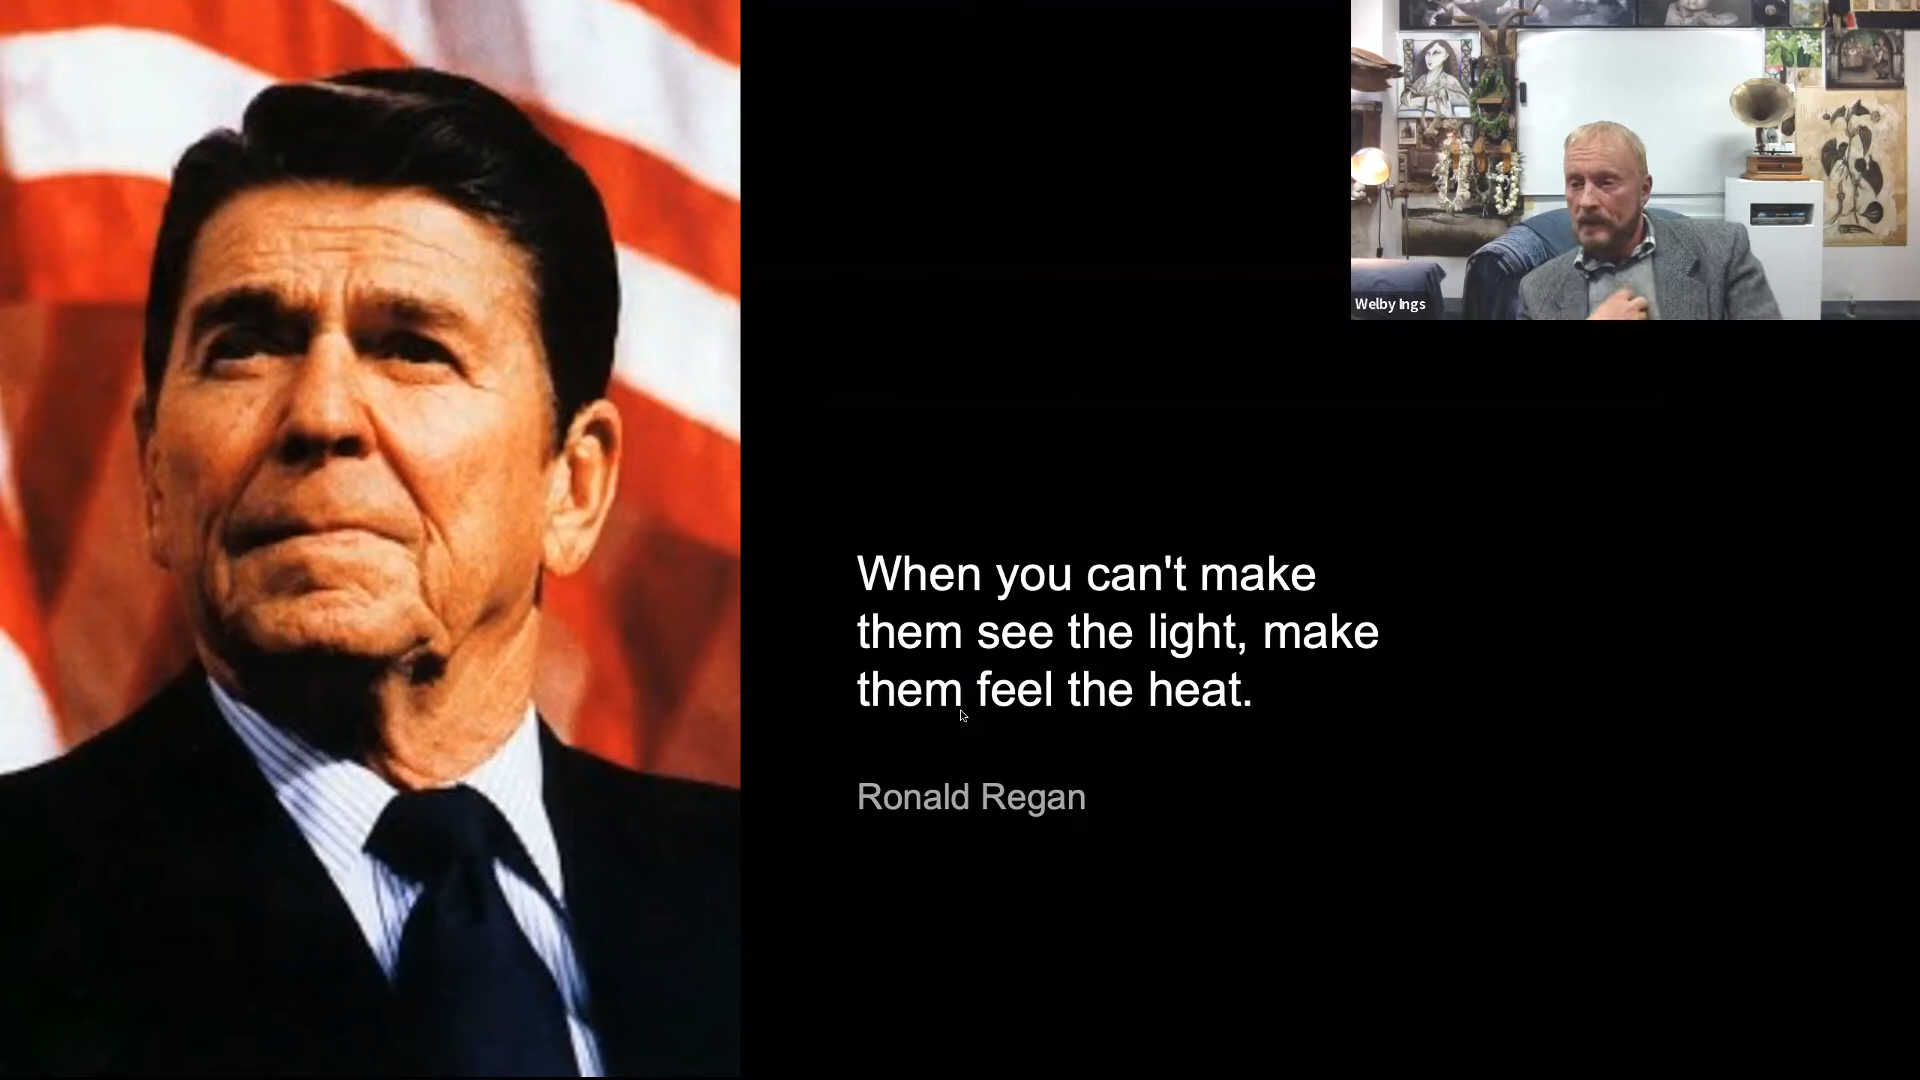 Welby Ings
When you can't make
them see the light, make
them feel the heat.
Ronald Regan